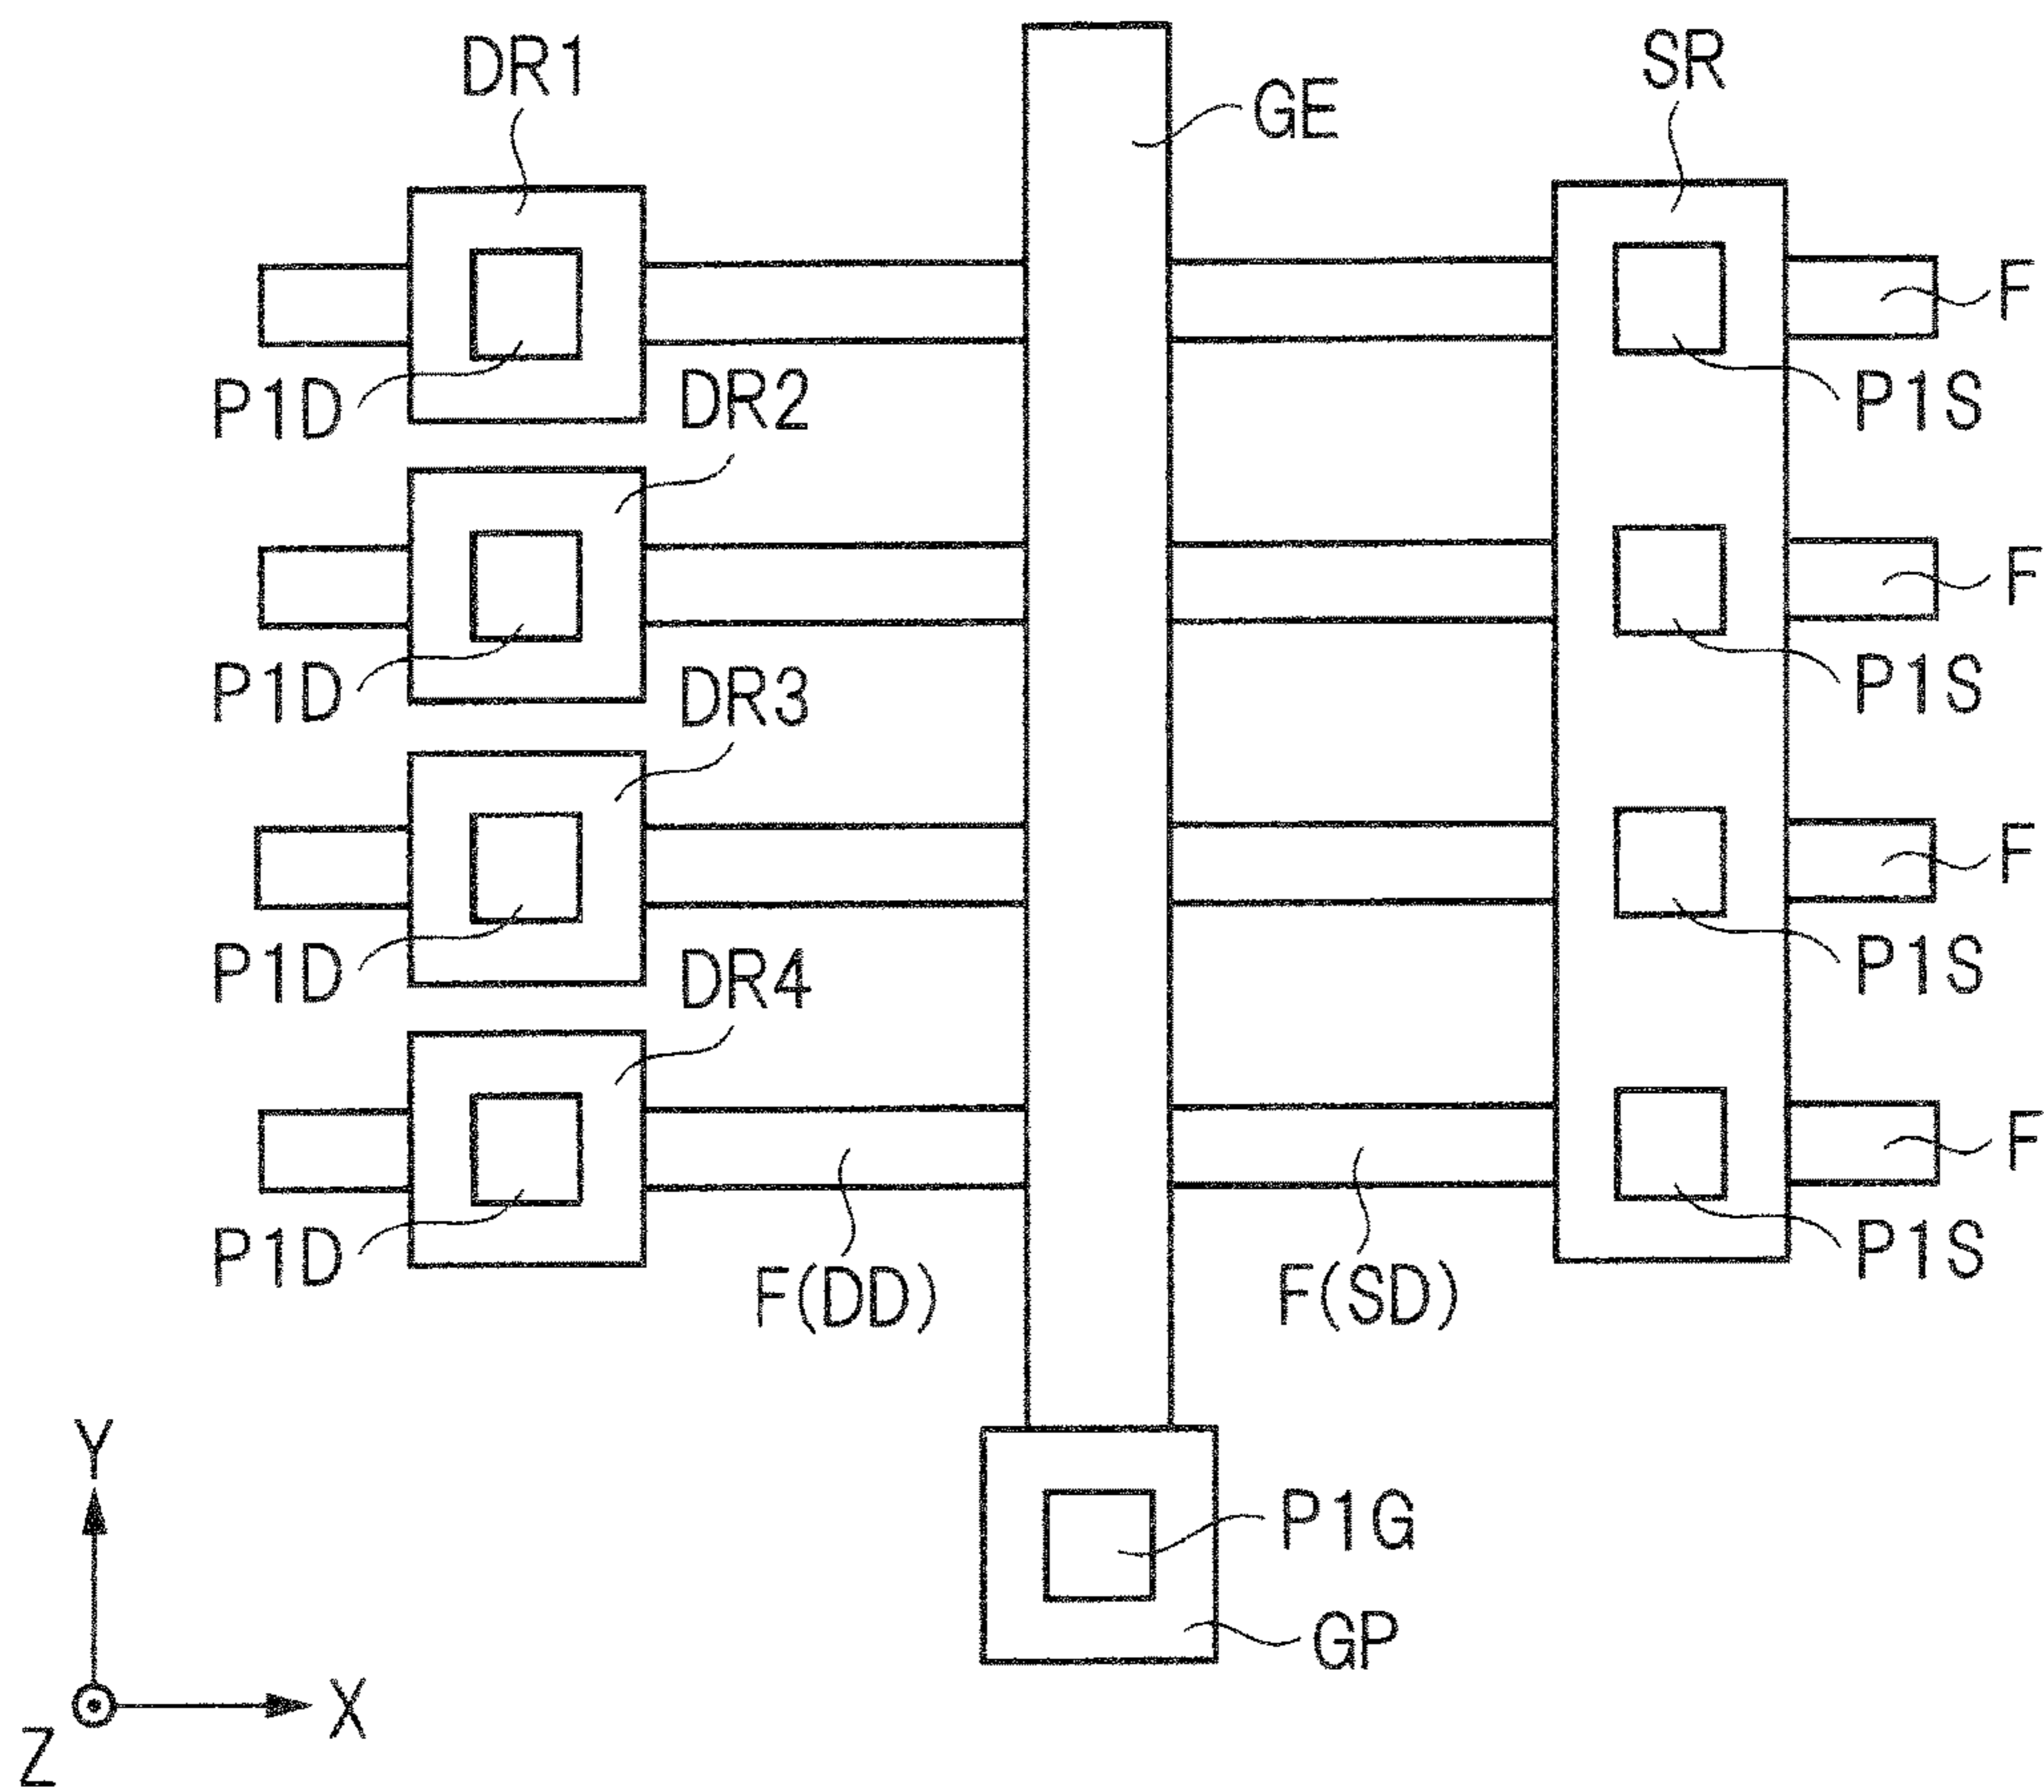 DR1
SR
GE
F
P1D
DR2
P1S
F
P1D
DR3
P1S
F
P1D
DR4
P1S
F
P1D
F(DD)
F(SD)
P1S
Y
P1G
GP
X
Z